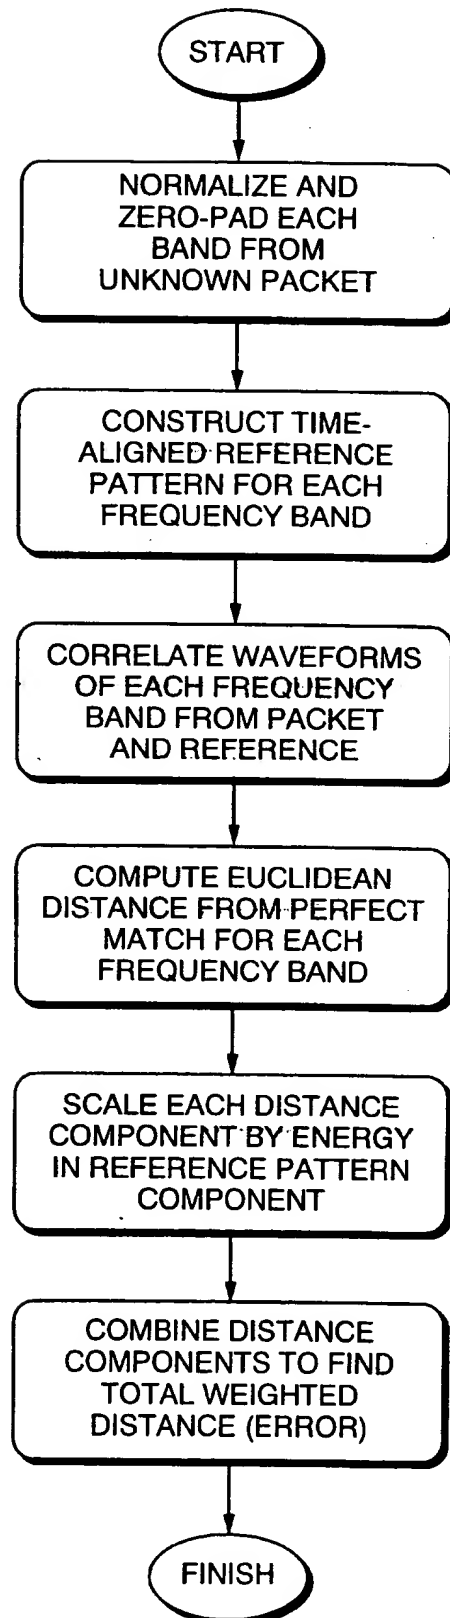 START
NORMALIZE AND
ZERO-PAD EACH
BAND FROM
UNKNOWN PACKET
CONSTRUCT TIME-
ALIGNED REFERENCE
PATTERN FOR EACH
FREQUENCY BAND
CORRELATE WAVEFORMS
OF EACH FREQUENCY
BAND FROM PACKET
AND REFERENCE
COMPUTE EUCLIDEAN
DISTANCE FROM PERFECT
MATCH FOR EACH
FREQUENCY BAND
SCALE EACH DISTANCE
COMPONENT BY ENERGY
IN REFERENCE PATTERN
COMPONENT
COMBINE DISTANCE
COMPONENTS TO FIND
TOTAL WEIGHTED
DISTANCE (ERROR)
FINISH